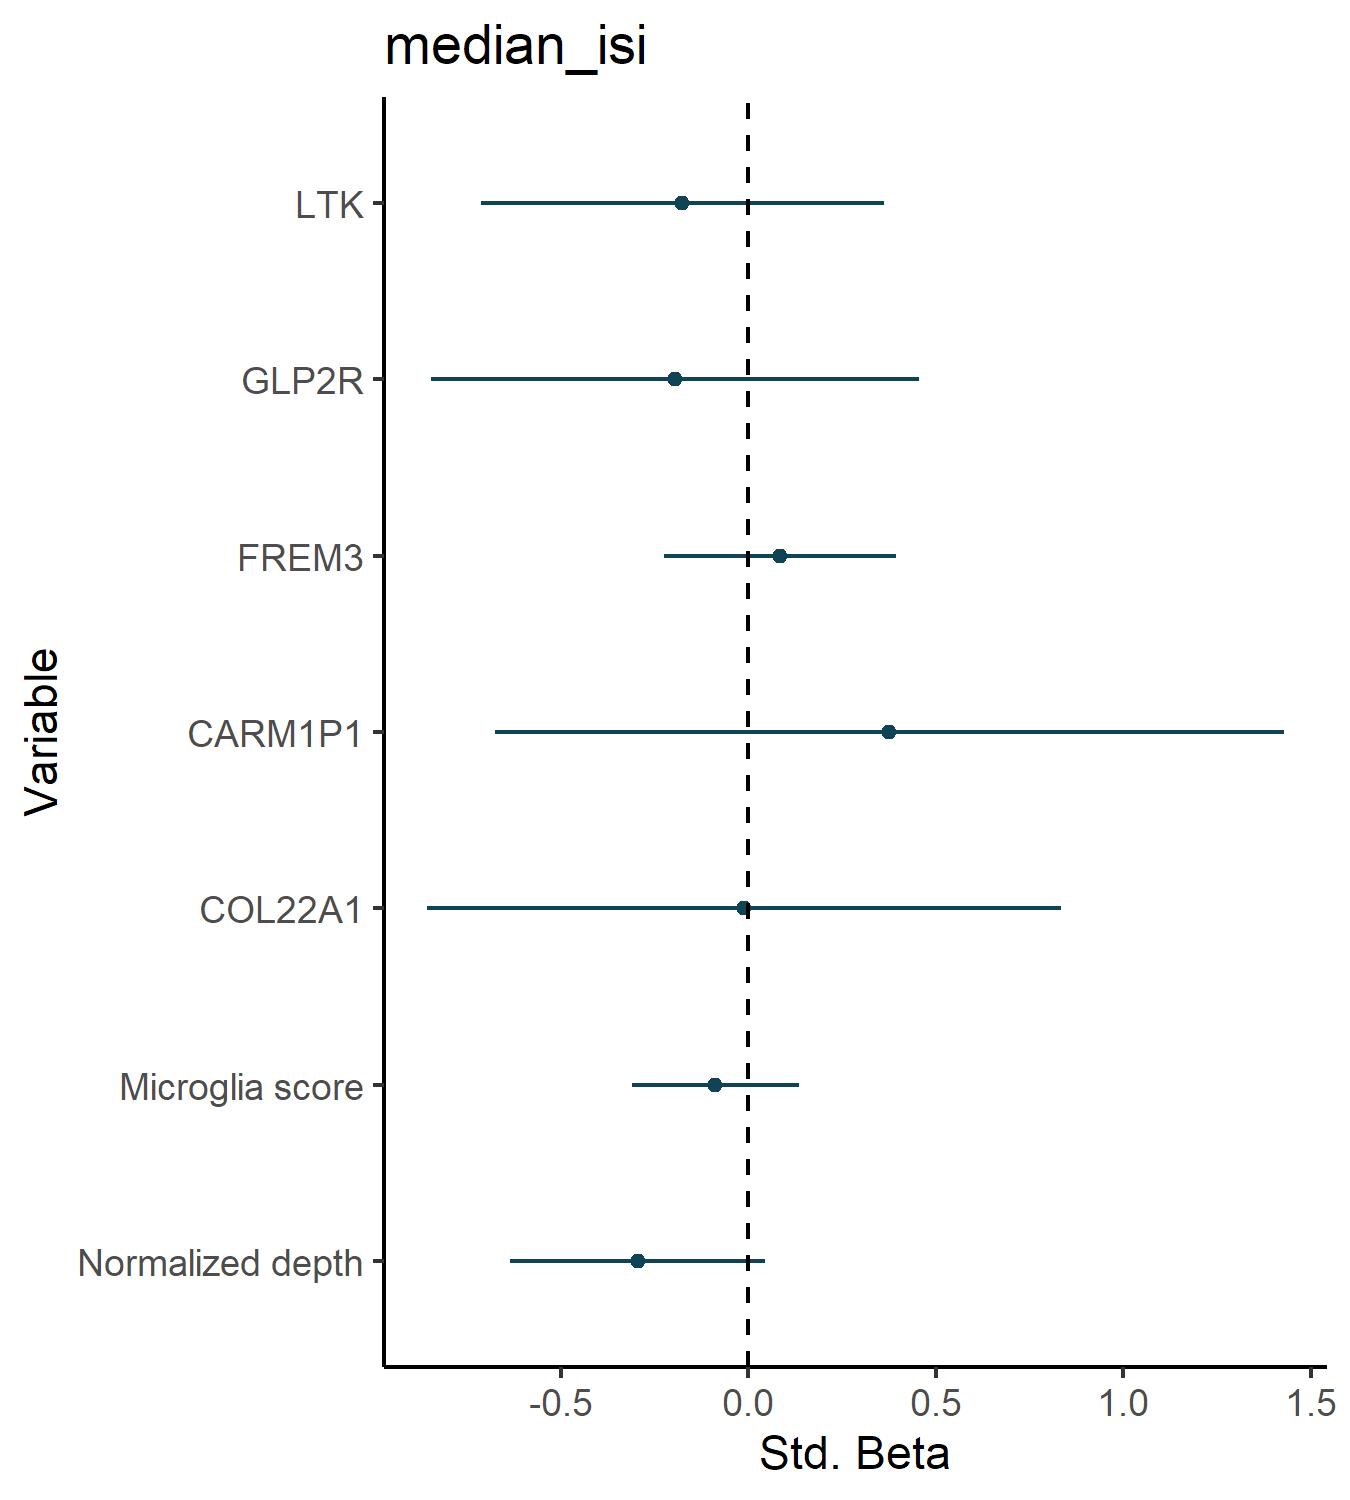 median_isi
LTK
GLP2R
FREM3
CARM1P1
COL22A1
Microglia score
Normalized depth
Variable
-0.5 0.0 0.5 1.0 1.5
Std. Beta